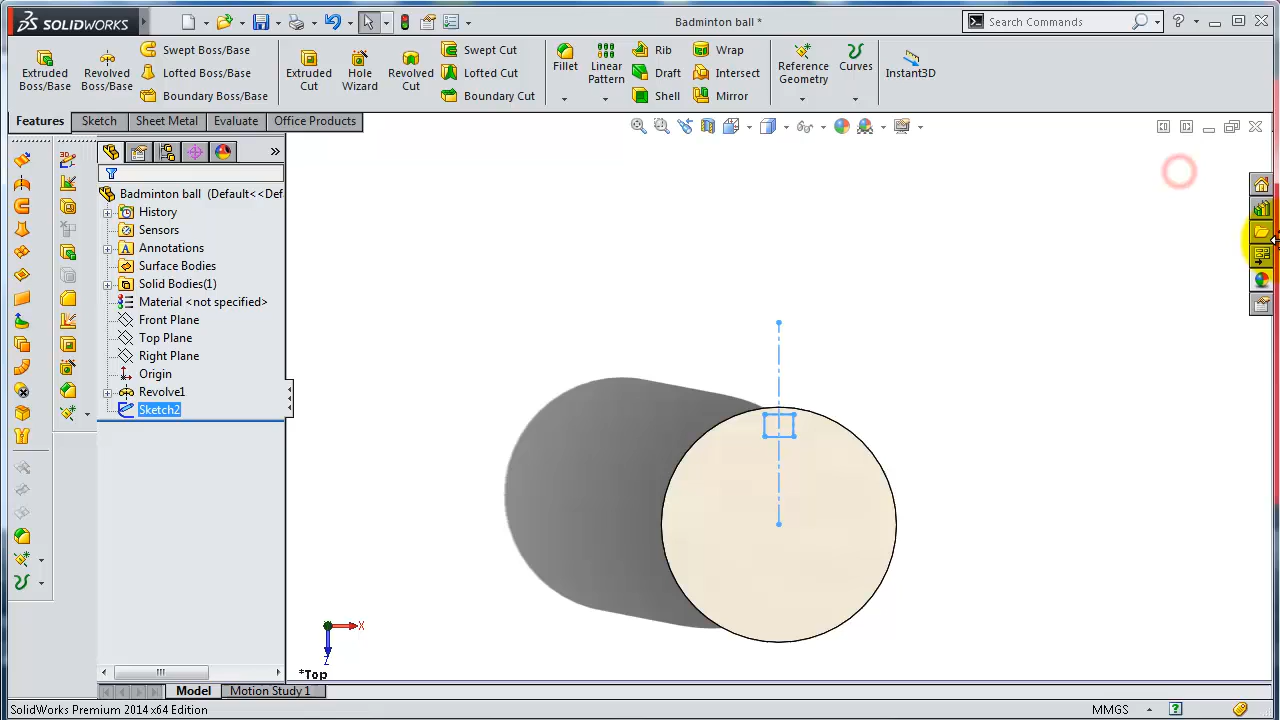 SOLIDWORKS
Badminton ball *
Search Commands
Extruded Boss/Base
Revolved Boss/Base
Swept Boss/Base
Lofted Boss/Base
Boundary Boss/Base
Extruded Cut
Hole Wizard
Revolved Cut
Swept Cut
Lofted Cut
Boundary Cut
Fillet
Linear Pattern
Rib
Draft
Shell
Wrap
Intersect
Mirror
Reference Geometry
Curves
Instant3D
Features
Sketch
Sheet Metal
Evaluate
Office Products
Badminton ball (Default<<Def
History
Sensors
Annotations
Surface Bodies
Solid Bodies(1)
Material <not specified>
Front Plane
Top Plane
Right Plane
Origin
Revolve1
Sketch2
X
Z
*Top
Model
Motion Study 1
SolidWorks Premium 2014 x64 Edition
MMGS